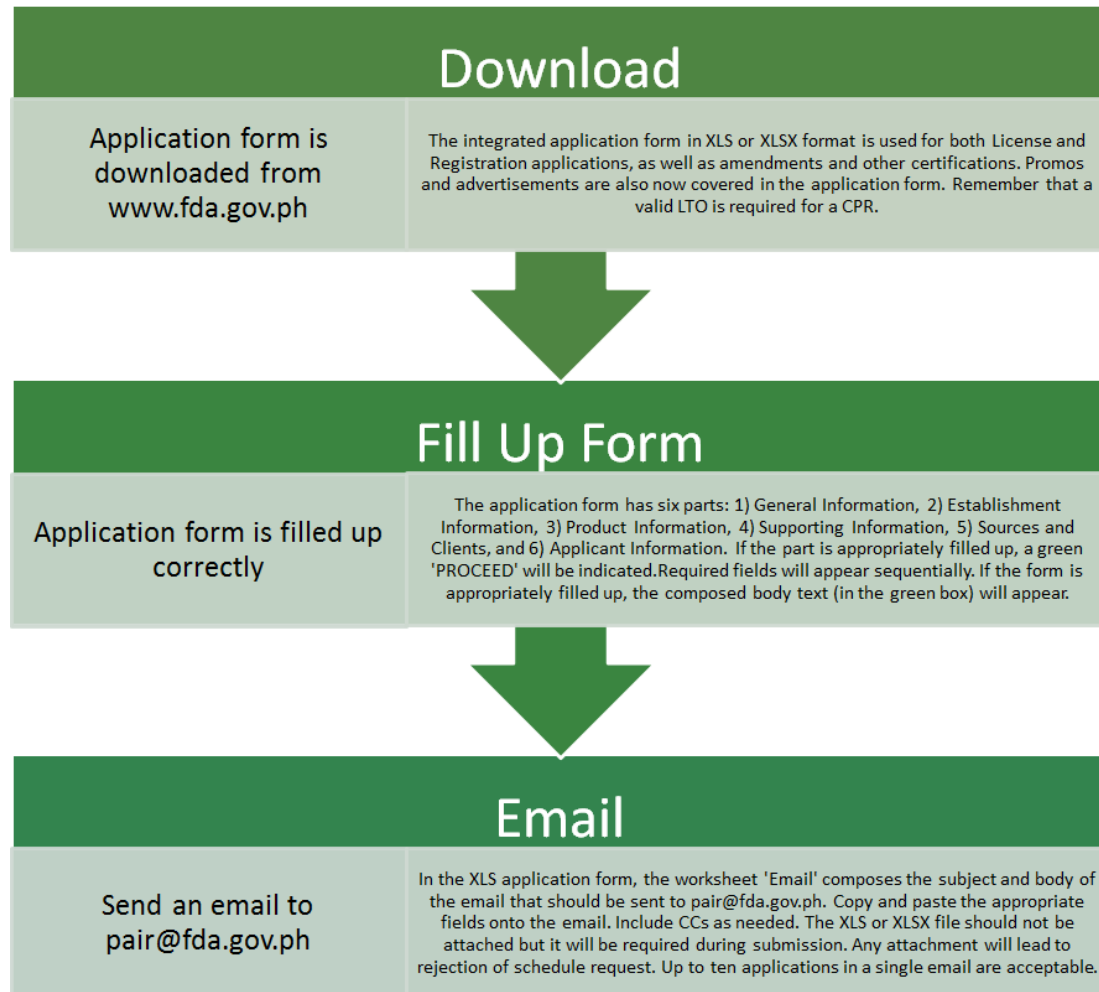 Download
Application form is
downloaded from
www.fda.gov.ph
The integrated application form in XLS or XLSX format is used for both License and
Registration applications, as well as amendments and other certifications. Promos
and advertisements are also now covered in the application form. Remember that a
valid LTO is required for a CPR.
Fill Up Form
Application form is filled up
correctly
The application form has six parts: 1) General Information, 2) Establishment
Information, 3) Product Information, 4) Supporting Information, 5) Sources and
Clients, and 6) Applicant Information. If the part is appropriately filled up, a green
'PROCEED' will be indicated.Required fields will appear sequentially. If the form is
appropriately filled up, the composed body text (in the green box) will appear.
Email
Send an email to
pair@fda.gov.ph
In the XLS application form, the worksheet 'Email' composes the subject and body of
the email that should be sent to pair@fda.gov.ph. Copy and paste the appropriate
fields onto the email. Include CCs as needed. The XLS or XLSX file should not be
attached but it will be required during submission. Any attachment will lead to
rejection of schedule request. Up to ten applications in a single email are acceptable.